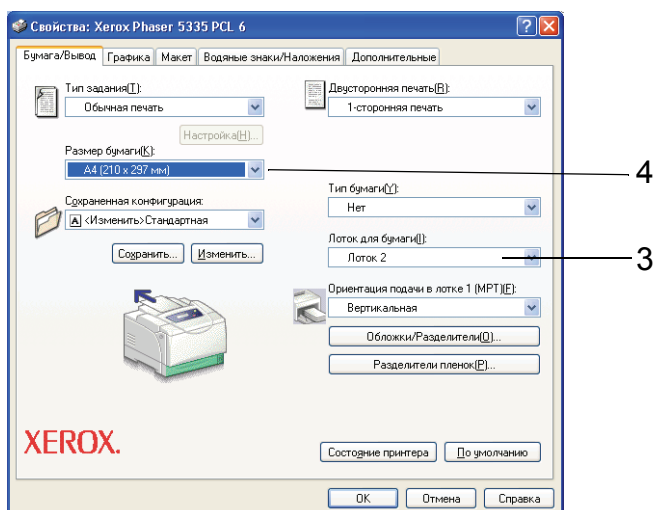 Свойства: Xerox Phaser 5335 PCL 6
Бумага/Вывод Графика Макет Водяные знаки/Наложения Дополнительные
Тип задания(T):
Обычная печать
Настройка(H)...
Размер бумаги(K):
A4 (210 x 297 мм)
4
Сохраненная конфигурация:
A <Изменить>Стандартная
Сохранить... Изменить...
Двусторонняя печать(R):
1-сторонняя печать
Тип бумаги(Y):
Нет
Лоток для бумаги(I):
Лоток 2
3
Ориентация подачи в лотке 1 (MPT)(F):
Вертикальная
Обложки/Разделители(O)...
Разделители пленок(P)...
XEROX.
Состояние принтера По умолчанию
OK Отмена Справка